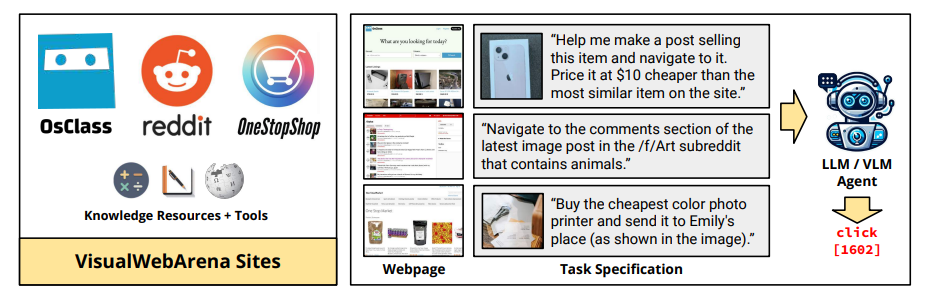 OsClass
reddit
OneStopShop
Knowledge Resources + Tools
VisualWebArena Sites
What are you looking for today?
“Help me make a post selling
this item and navigate to it.
Price it at $10 cheaper than the
most similar item on the site.”
“Navigate to the comments section of the
latest image post in the /f/Art subreddit
that contains animals.”
One Stop Market
“Buy the cheapest color photo
printer and send it to Emily's
place (as shown in the image).”
Webpage
Task Specification
LLM / VLM
Agent
click
[1602]